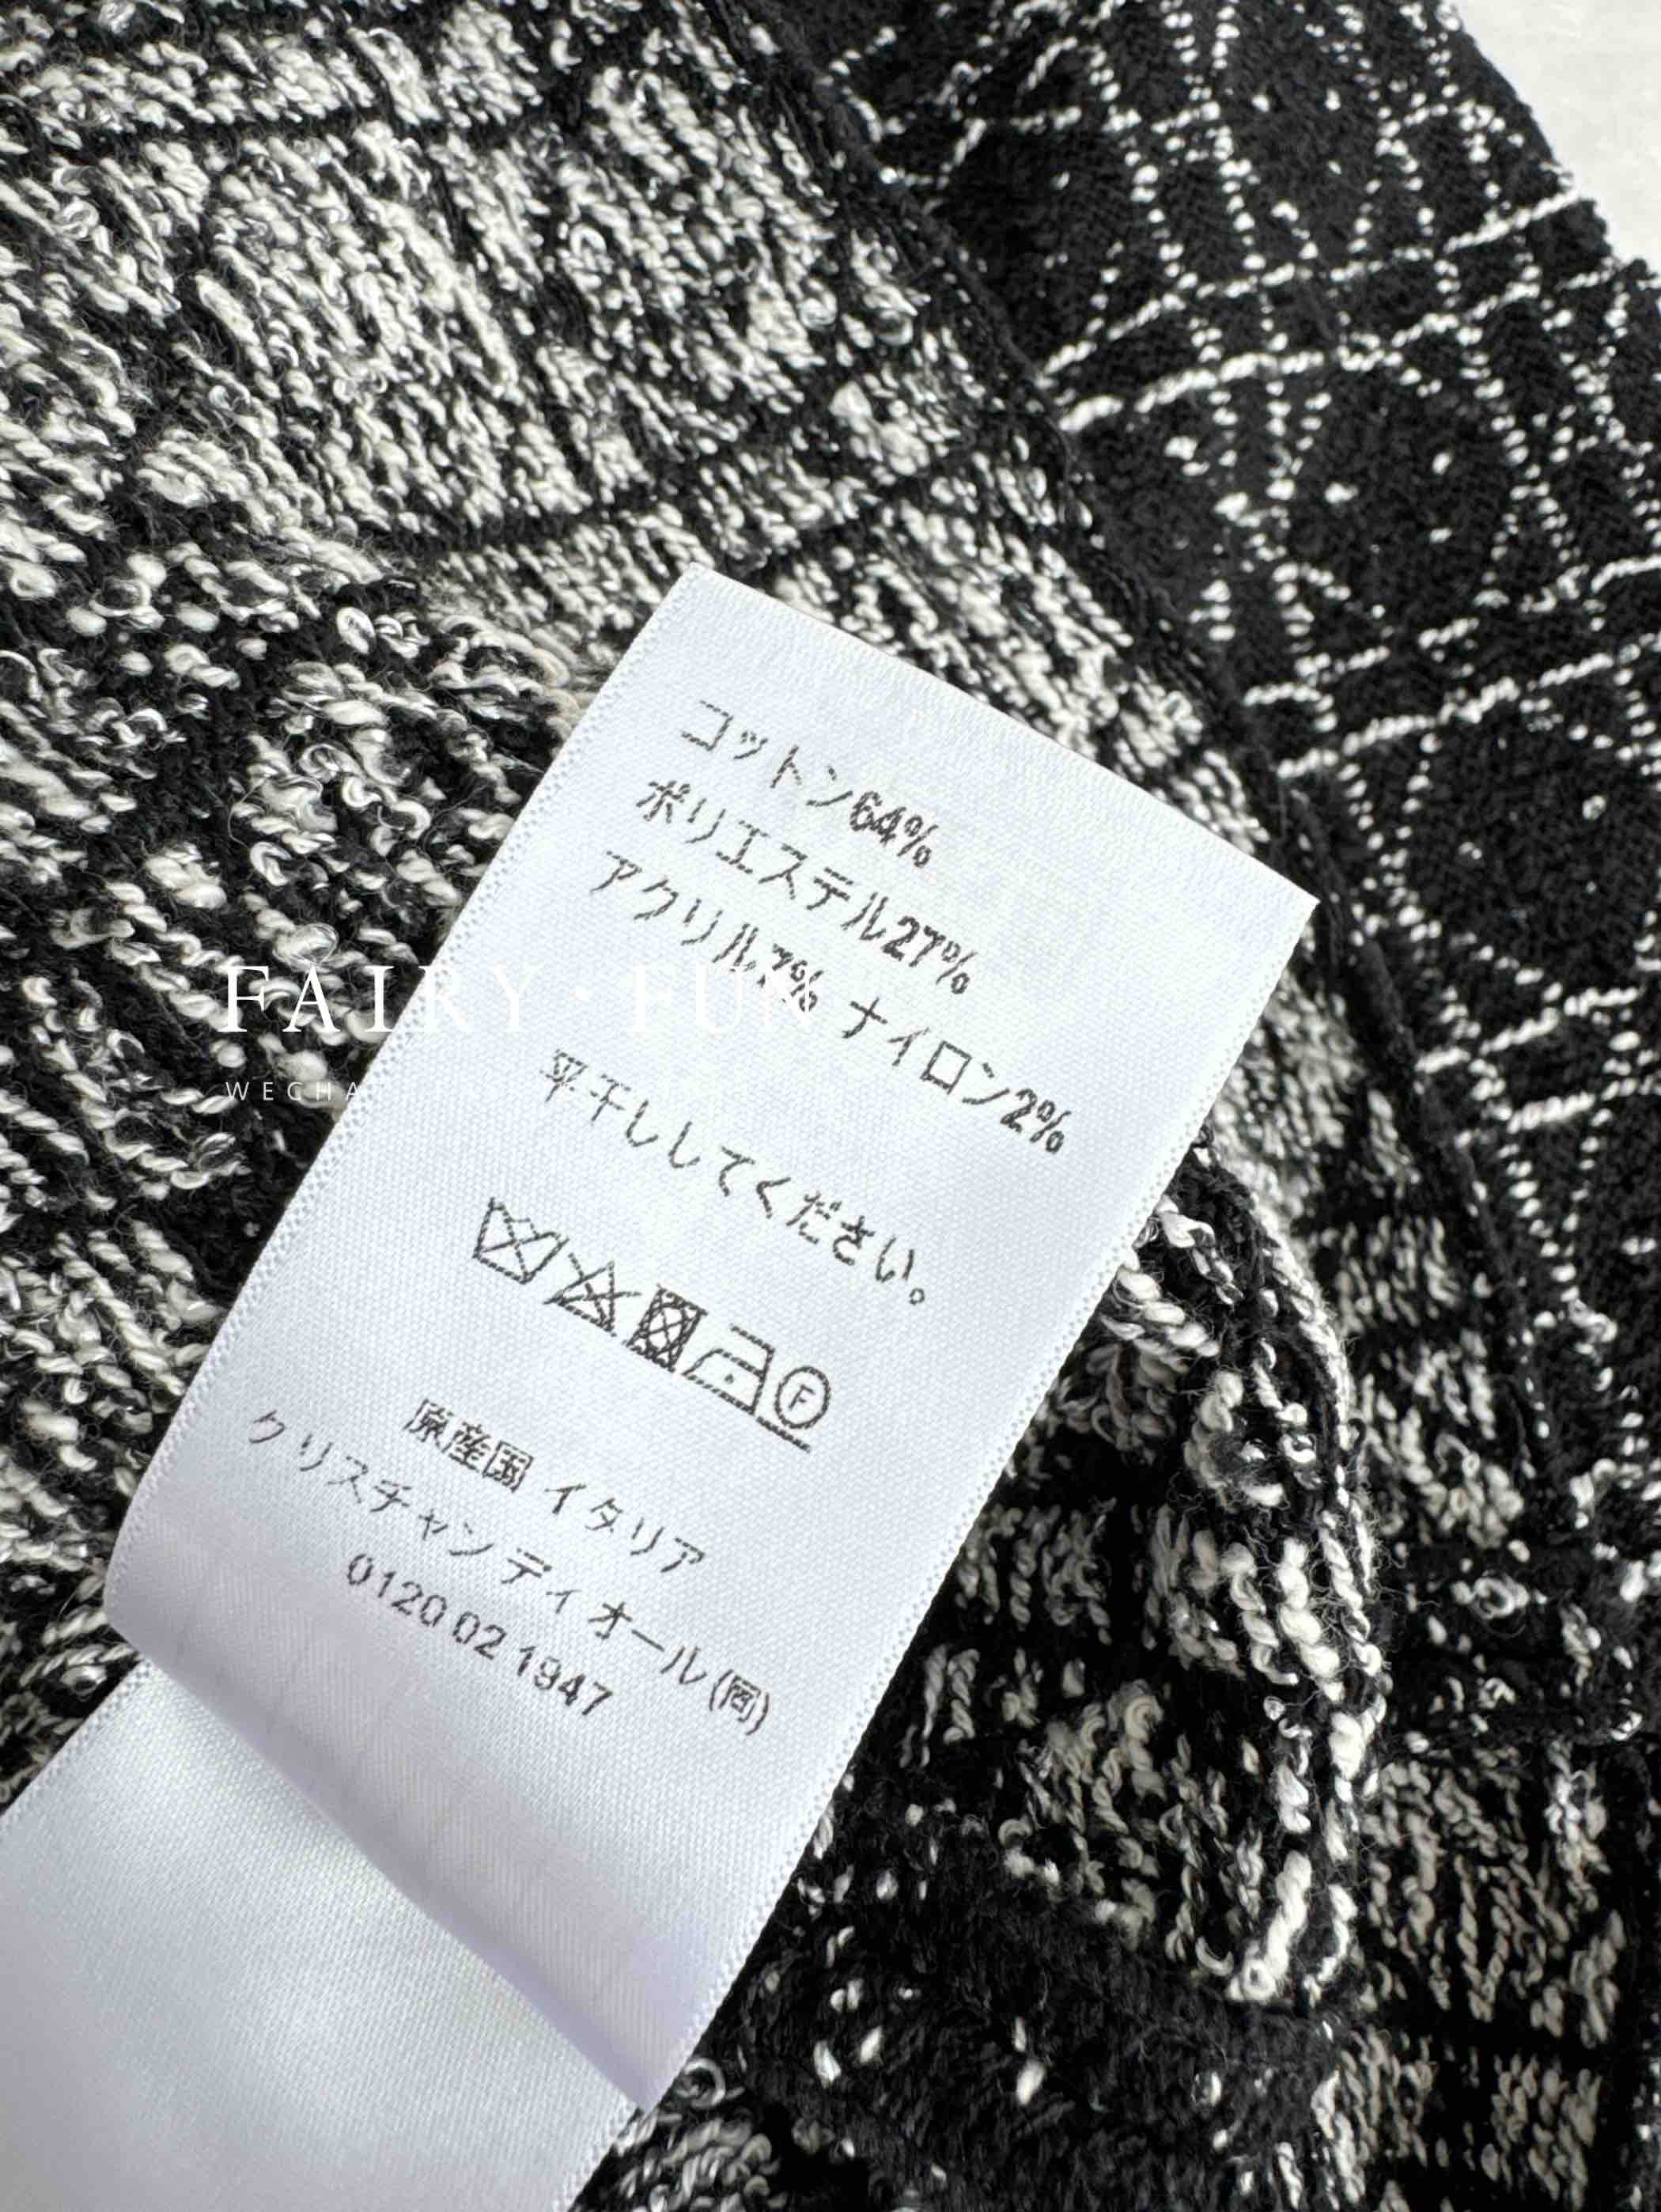 コットン64%
ポリエステル27%
アクリル7% ナイロン2%
平干ししてください。
F
原産国 イタリア
クリスチャン ディオール(同)
0120 02 1947
FAIRY·FUN